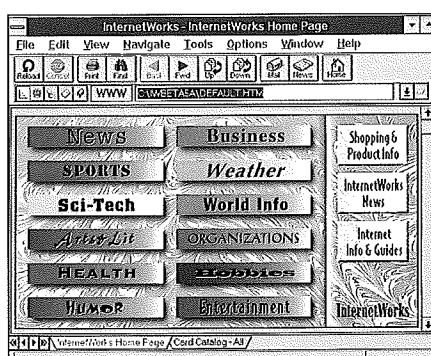 InternetWorks - InternetWorks Home Page
File Edit View Navigate Tools Options Window Help
Reload Cancel Print Find Back Fwd Up Down Mail News Home
WWW C:\WEETASA\DEFAULT.HTM
News Business Shopping & Product Info
SPORTS Weather
Sci-Tech World Info InternetWorks News
Arts & Lit ORGANIZATIONS Internet Info & Guides
HEALTH Hobbies
HUMOR Entertainment InternetWorks
InternetWorks Home Page Card Catalog - All